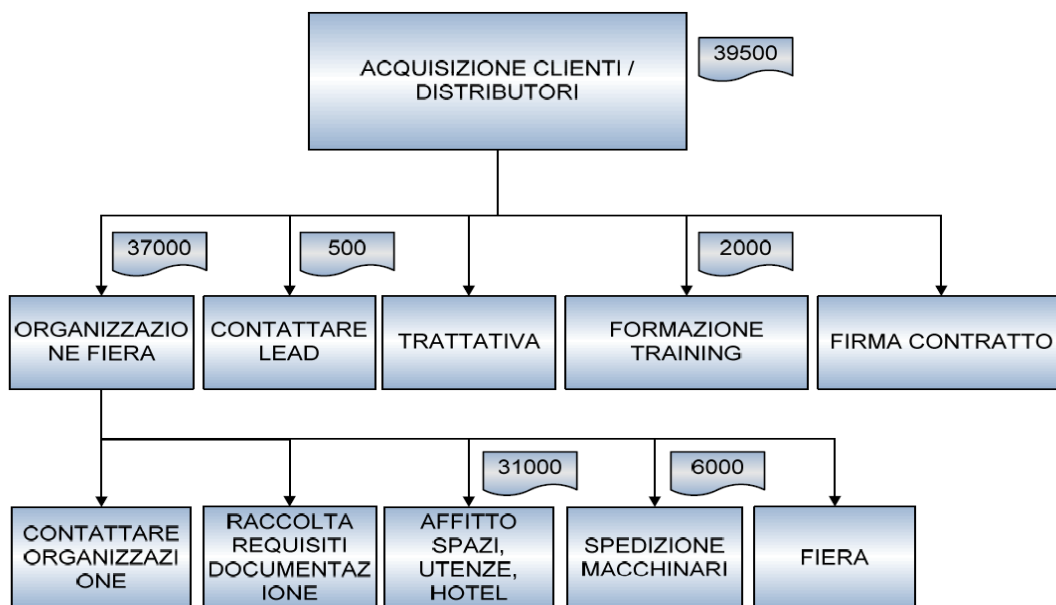 ACQUISIZIONE CLIENTI /
DISTRIBUTORI
39500
37000
500
2000
ORGANIZZAZIO
NE FIERA
CONTATTARE
LEAD
TRATTATIVA
FORMAZIONE
TRAINING
FIRMA CONTRATTO
31000
6000
CONTATTARE
ORGANIZZAZI
ONE
RACCOLTA
REQUISITI
DOCUMENTAZ
IONE
AFFITTO
SPAZI,
UTENZE,
HOTEL
SPEDIZIONE
MACCHINARI
FIERA